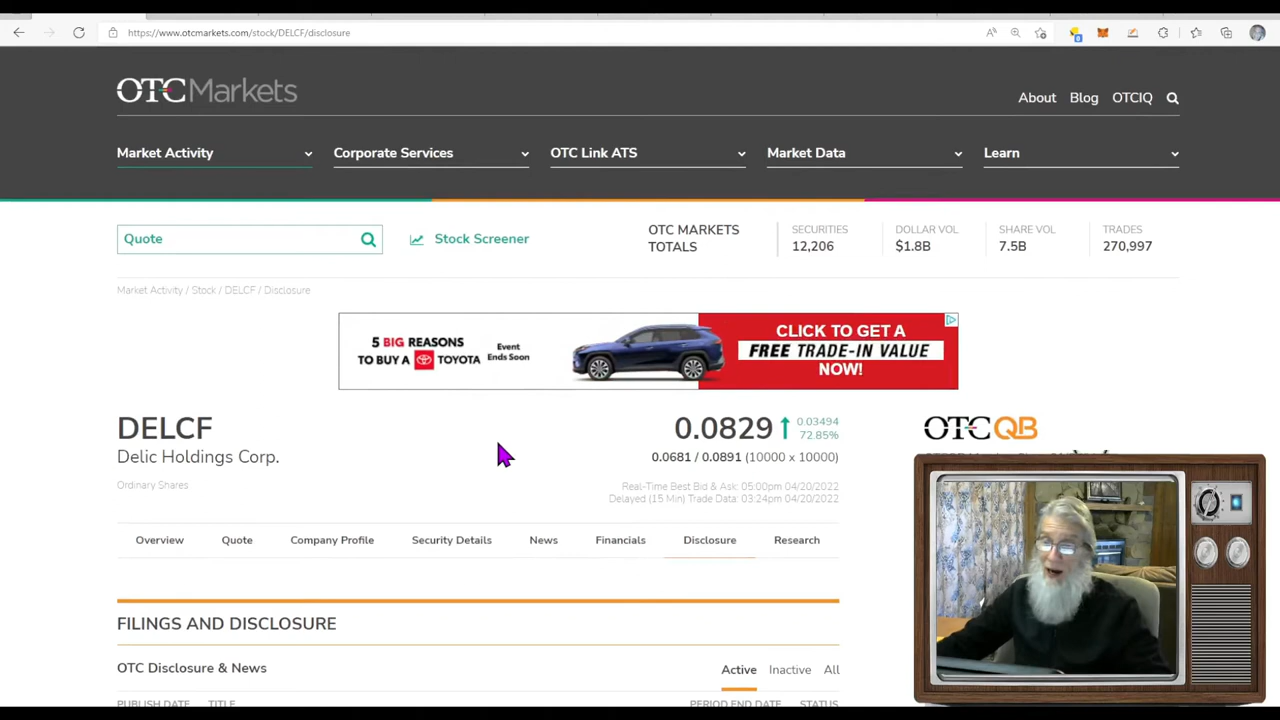 https://www.otcmarkets.com/stock/DELCF/disclosure
OTCMarkets
About Blog OTCIQ
Market Activity Corporate Services OTC Link ATS Market Data Learn
Quote
Stock Screener
OTC MARKETS
TOTALS
SECURITIES
12,206
DOLLAR VOL
$1.8B
SHARE VOL
7.5B
TRADES
270,997
Market Activity / Stock / DELCF / Disclosure
5 BIG REASONS
TO BUY A TOYOTA
Event
Ends Soon
CLICK TO GET A
FREE TRADE-IN VALUE
NOW!
DELCF
Delic Holdings Corp.
Ordinary Shares
0.0829
0.03494
72.85%
0.0681 / 0.0891 (10000 x 10000)
Real-Time Best Bid & Ask: 05:00pm 04/20/2022
Delayed (15 Min) Trade Data: 03:24pm 04/20/2022
OTCQB
Overview Quote Company Profile Security Details News Financials Disclosure Research
FILINGS AND DISCLOSURE
OTC Disclosure & News
Active Inactive All
PUBLISH DATE TITLE PERIOD END DATE STATUS